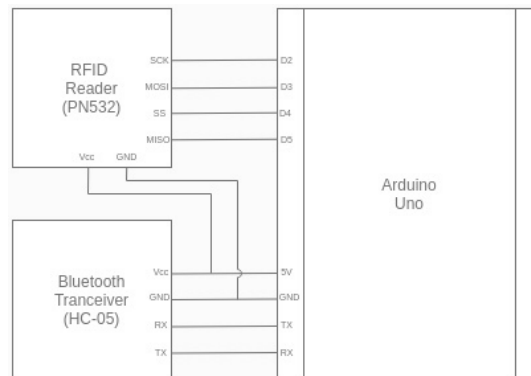 RFID
Reader
(PN532)
SCK
MOSI
SS
MISO
Vcc GND
D2
D3
D4
D5
Arduino
Uno
Bluetooth
Tranceiver
(HC-05)
Vcc
GND
RX
TX
5V
GND
TX
RX